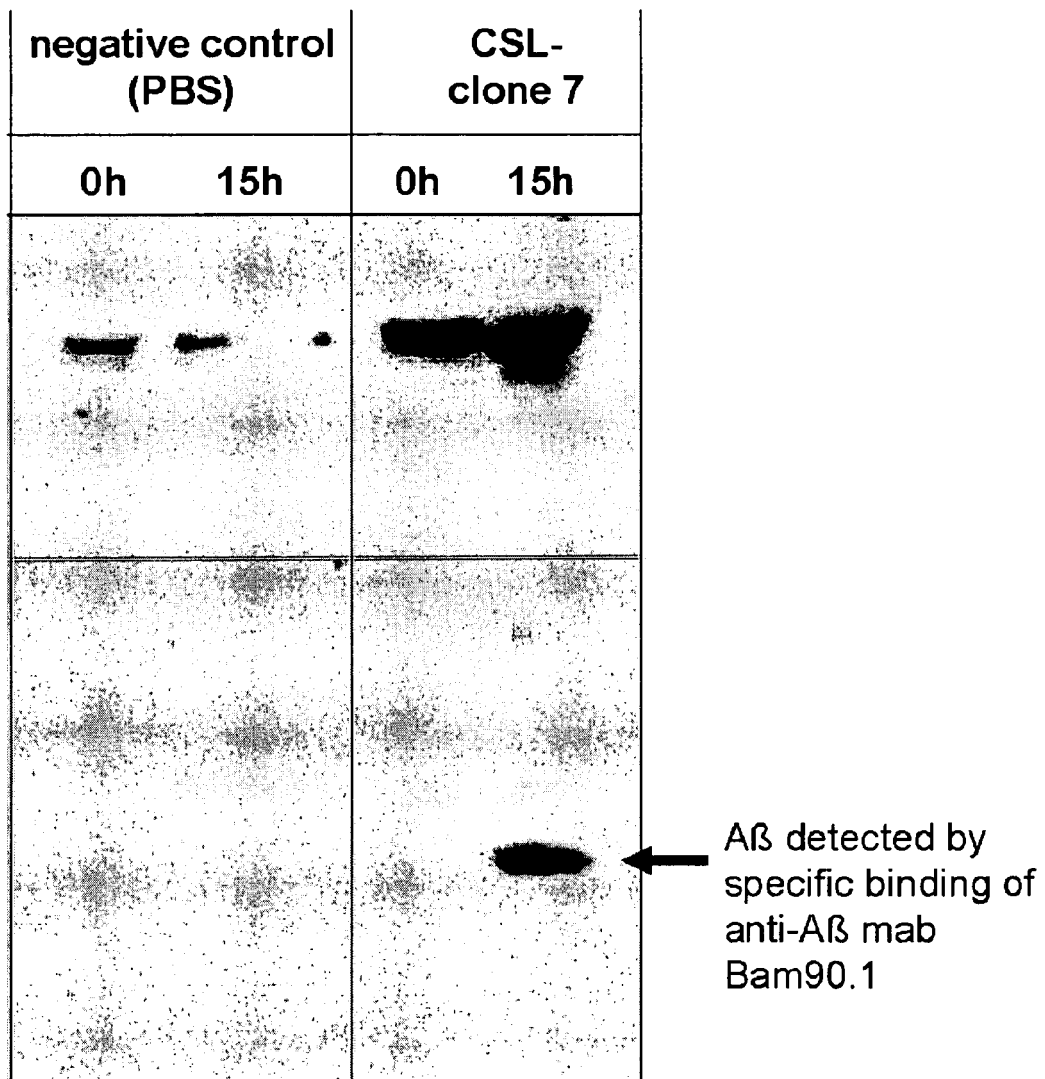 negative control
(PBS)
CSL-
clone 7
0h
15h
0h
15h
Aß detected by
specific binding of
anti-Aß mab
Bam90.1